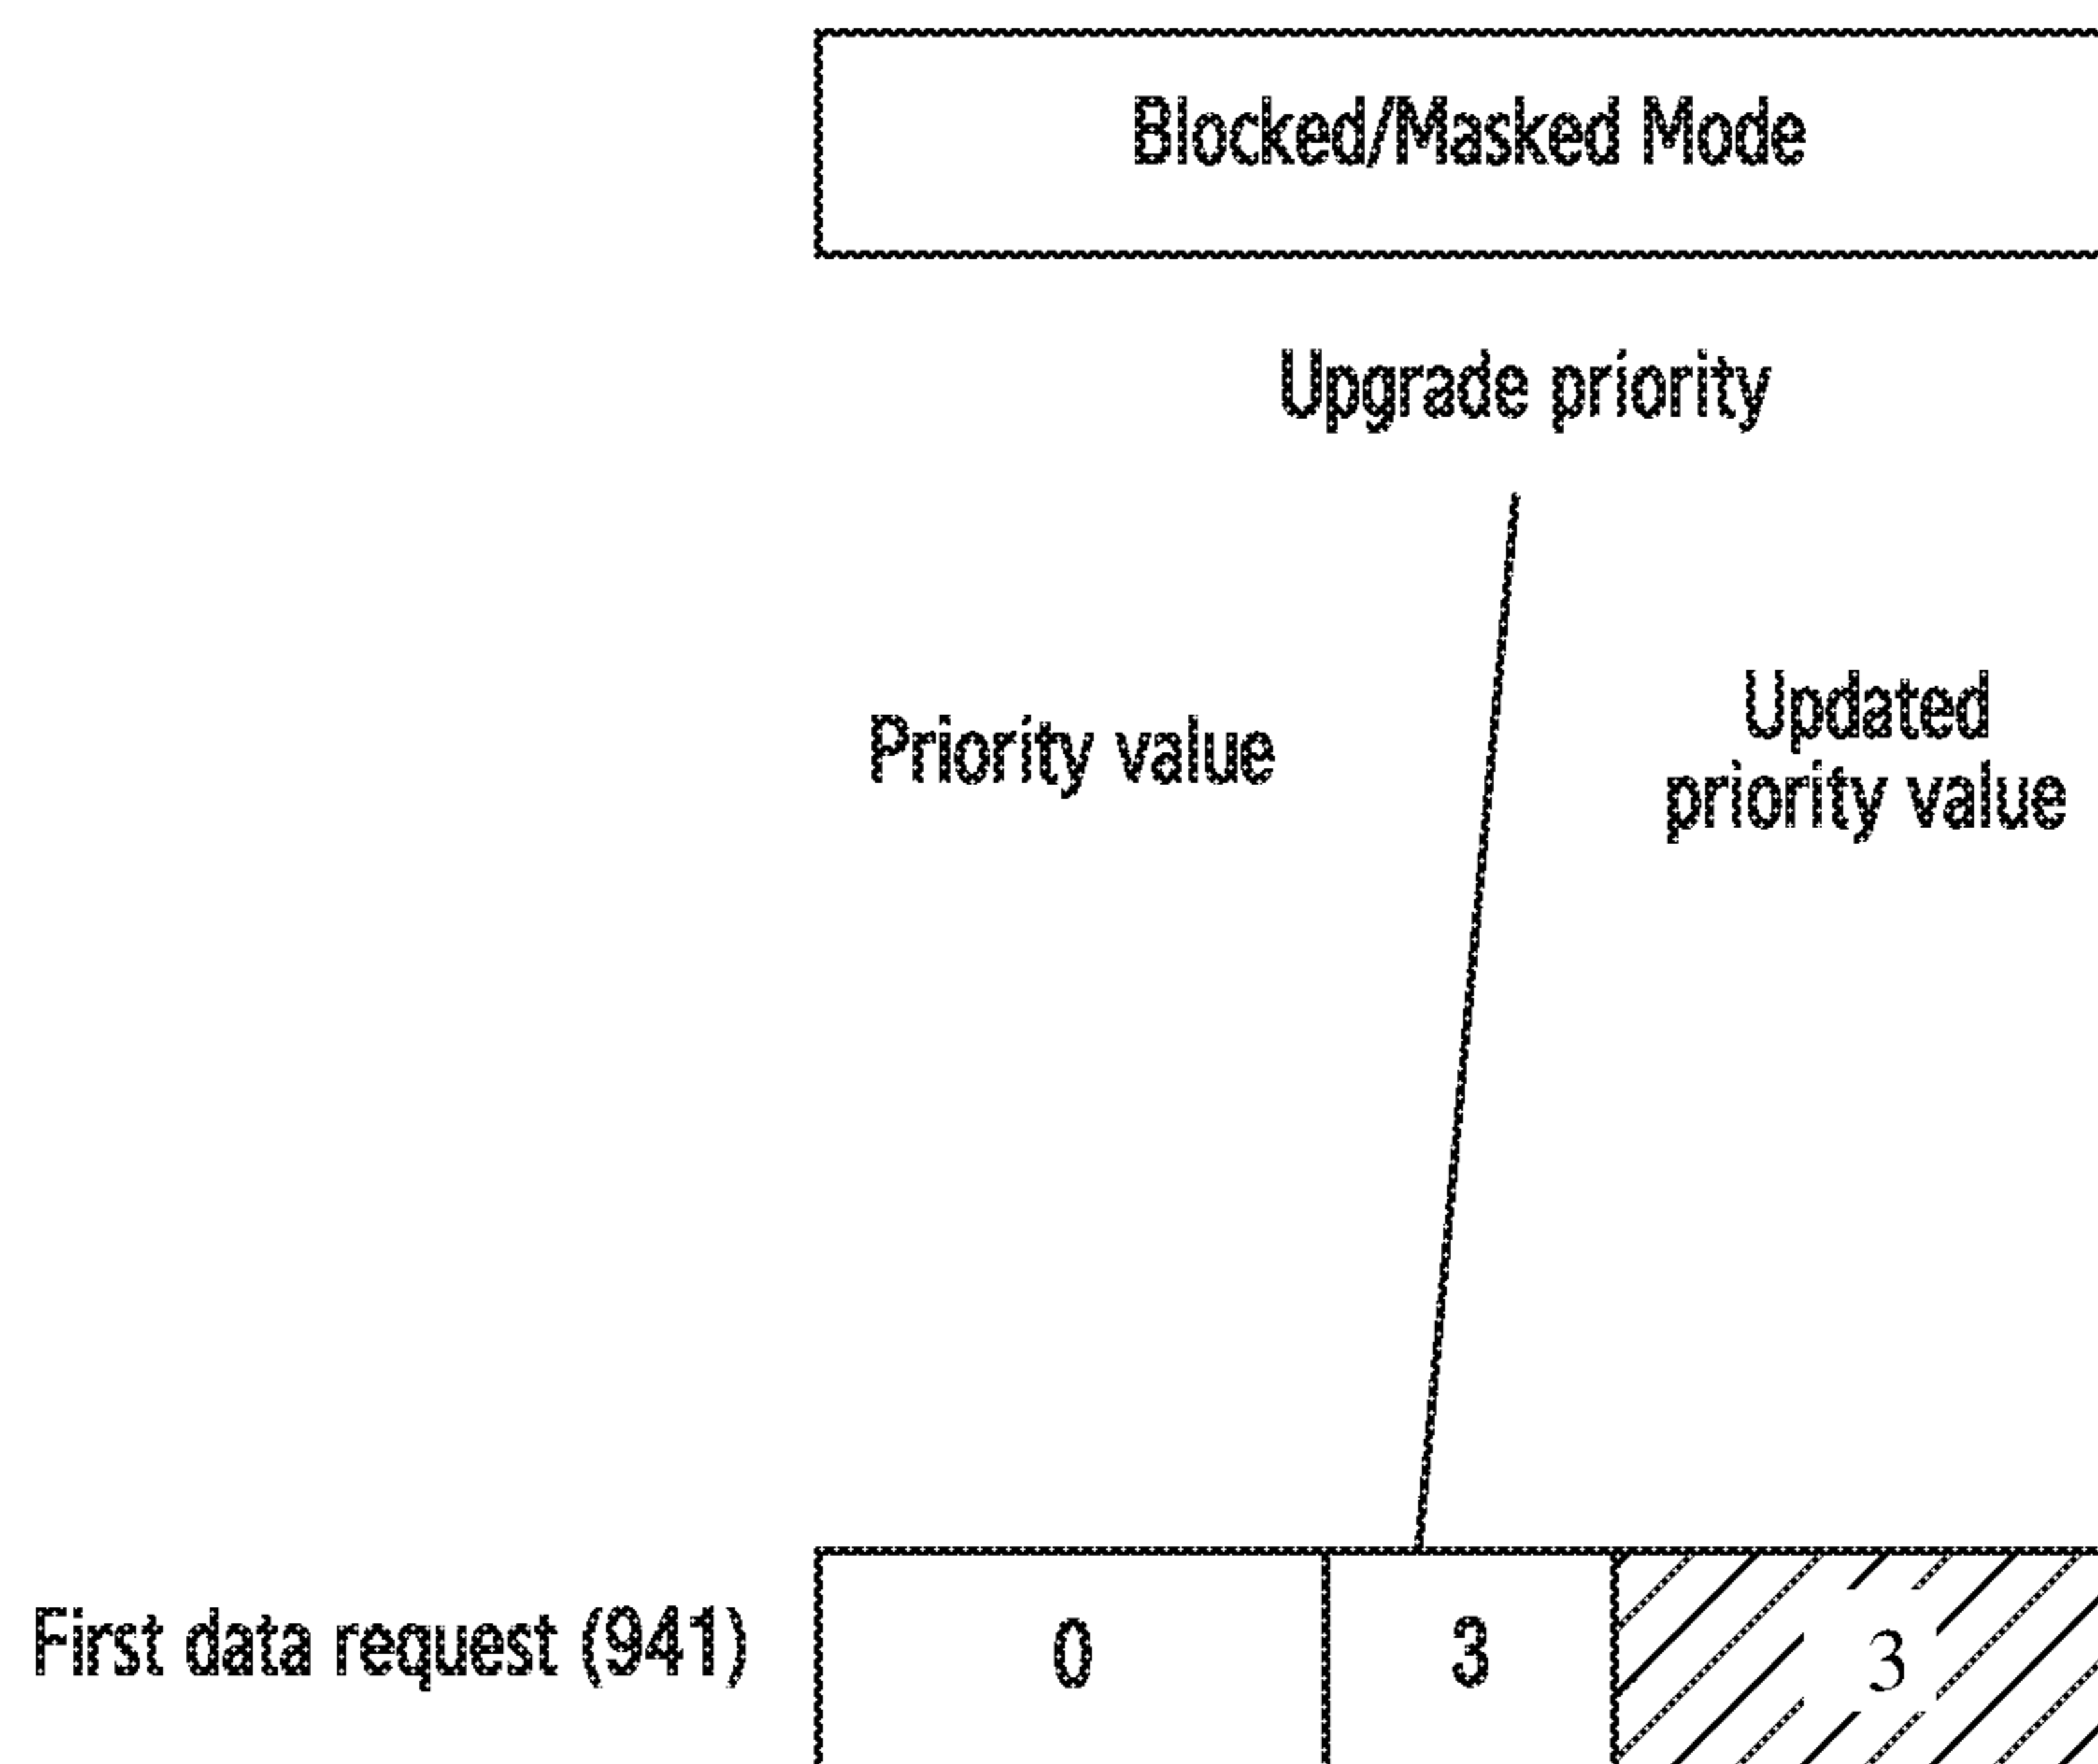 Blocked/Masked Mode
Upgrade priority
Priority value
Updated
priority value
First data request (941) 0 3 3